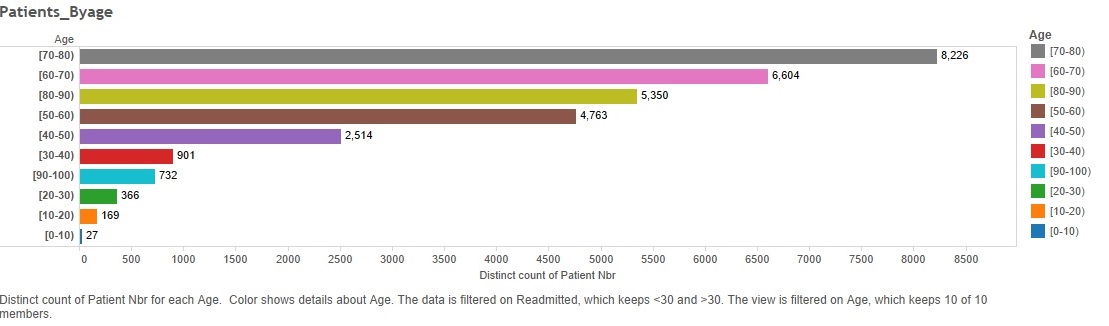 Patients_Byage
Age
[70-80) 8,226
[60-70) 6,604
[80-90) 5,350
[50-60) 4,763
[40-50) 2,514
[30-40) 901
[90-100) 732
[20-30) 366
[10-20) 169
[0-10) 27
0 500 1000 1500 2000 2500 3000 3500 4000 4500 5000 5500 6000 6500 7000 7500 8000 8500
Distinct count of Patient Nbr
Age
[70-80)
[60-70)
[80-90)
[50-60)
[40-50)
[30-40)
[90-100)
[20-30)
[10-20)
[0-10)
Distinct count of Patient Nbr for each Age.  Color shows details about Age. The data is filtered on Readmitted, which keeps <30 and >30. The view is filtered on Age, which keeps 10 of 10
members.